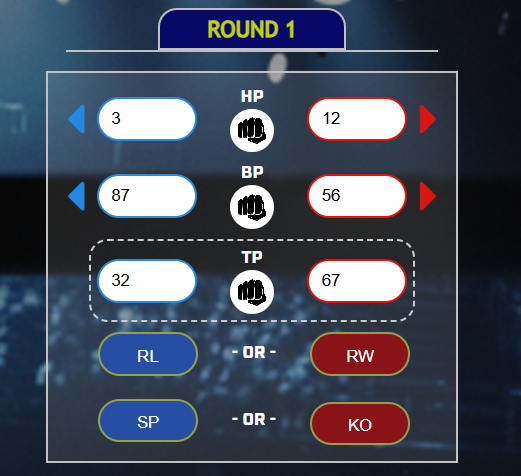 ROUND 1
HP
3 12
BP
87 56
TP
32 67
RL - OR - RW
SP - OR - KO